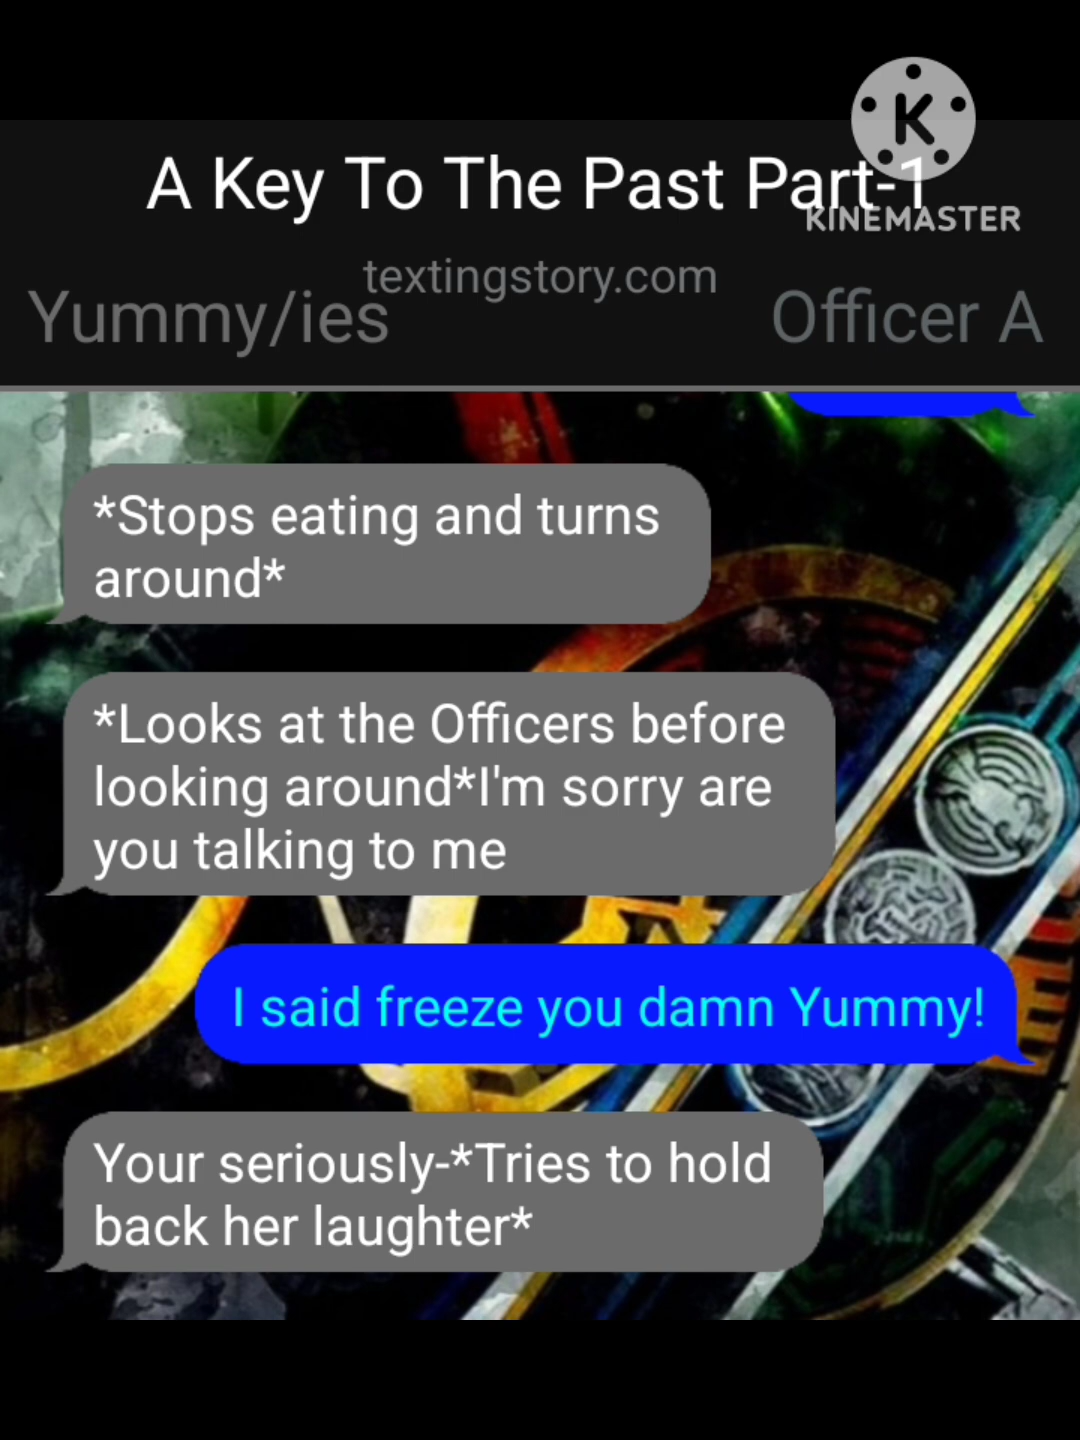 A Key To The Past Part-1
KINEMASTER
textingstory.com
Yummy/ies
Officer A
*Stops eating and turns
around*
*Looks at the Officers before
looking around*I'm sorry are
you talking to me
I said freeze you damn Yummy!
Your seriously-*Tries to hold
back her laughter*